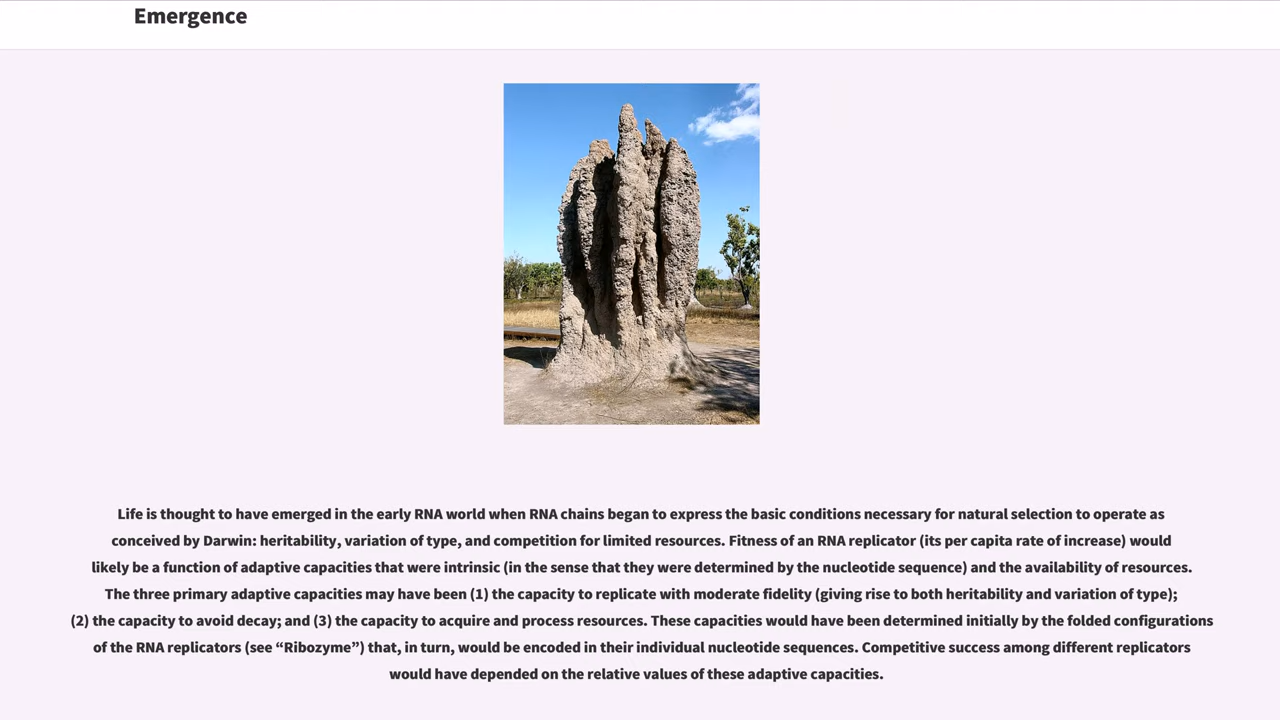 Emergence
Life is thought to have emerged in the early RNA world when RNA chains began to express the basic conditions necessary for natural selection to operate as
conceived by Darwin: heritability, variation of type, and competition for limited resources. Fitness of an RNA replicator (its per capita rate of increase) would
likely be a function of adaptive capacities that were intrinsic (in the sense that they were determined by the nucleotide sequence) and the availability of resources.
The three primary adaptive capacities may have been (1) the capacity to replicate with moderate fidelity (giving rise to both heritability and variation of type);
(2) the capacity to avoid decay; and (3) the capacity to acquire and process resources. These capacities would have been determined initially by the folded configurations
of the RNA replicators (see “Ribozyme”) that, in turn, would be encoded in their individual nucleotide sequences. Competitive success among different replicators
would have depended on the relative values of these adaptive capacities.